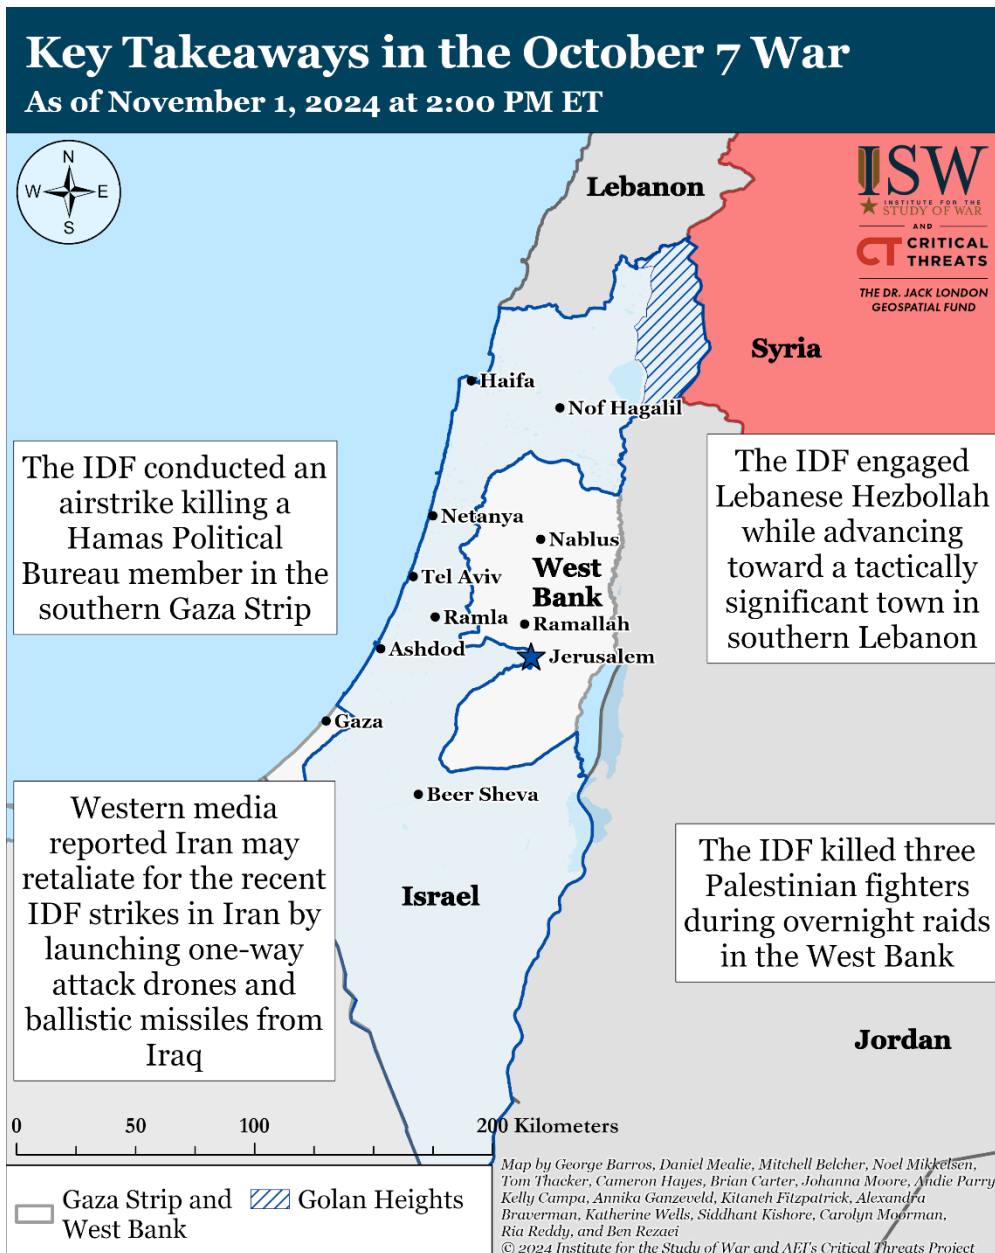 Key Takeaways in the October 7 War
As of November 1, 2024 at 2:00 PM ET
N
W
E
S
ISW
INSTITUTE FOR THE
STUDY OF WAR
AND
CT CRITICAL
THREATS
THE DR. JACK LONDON
GEOSPATIAL FUND
Lebanon
Syria
Haifa
Nof Hagalil
The IDF conducted an
airstrike killing a
Hamas Political
Bureau member in the
southern Gaza Strip
The IDF engaged
Lebanese Hezbollah
while advancing
toward a tactically
significant town in
southern Lebanon
Netanya
Nablus
West
Bank
Tel Aviv
Ramla
Ramallah
Ashdod
Jerusalem
Gaza
Beer Sheva
Western media
reported Iran may
retaliate for the recent
IDF strikes in Iran by
launching one-way
attack drones and
ballistic missiles from
Iraq
Israel
The IDF killed three
Palestinian fighters
during overnight raids
in the West Bank
Jordan
0 50 100 200 Kilometers
Gaza Strip and
West Bank
Golan Heights
Map by George Barros, Daniel Mealie, Mitchell Belcher, Noel Mikkelsen,
Tom Thacker, Cameron Hayes, Brian Carter, Johanna Moore, Andie Parry,
Kelly Campa, Annika Ganzeveld, Kitaneh Fitzpatrick, Alexandra
Braverman, Katherine Wells, Siddhant Kishore, Carolyn Moorman,
Ria Reddy, and Ben Rezaei
© 2024 Institute for the Study of War and AEI's Critical Threats Project